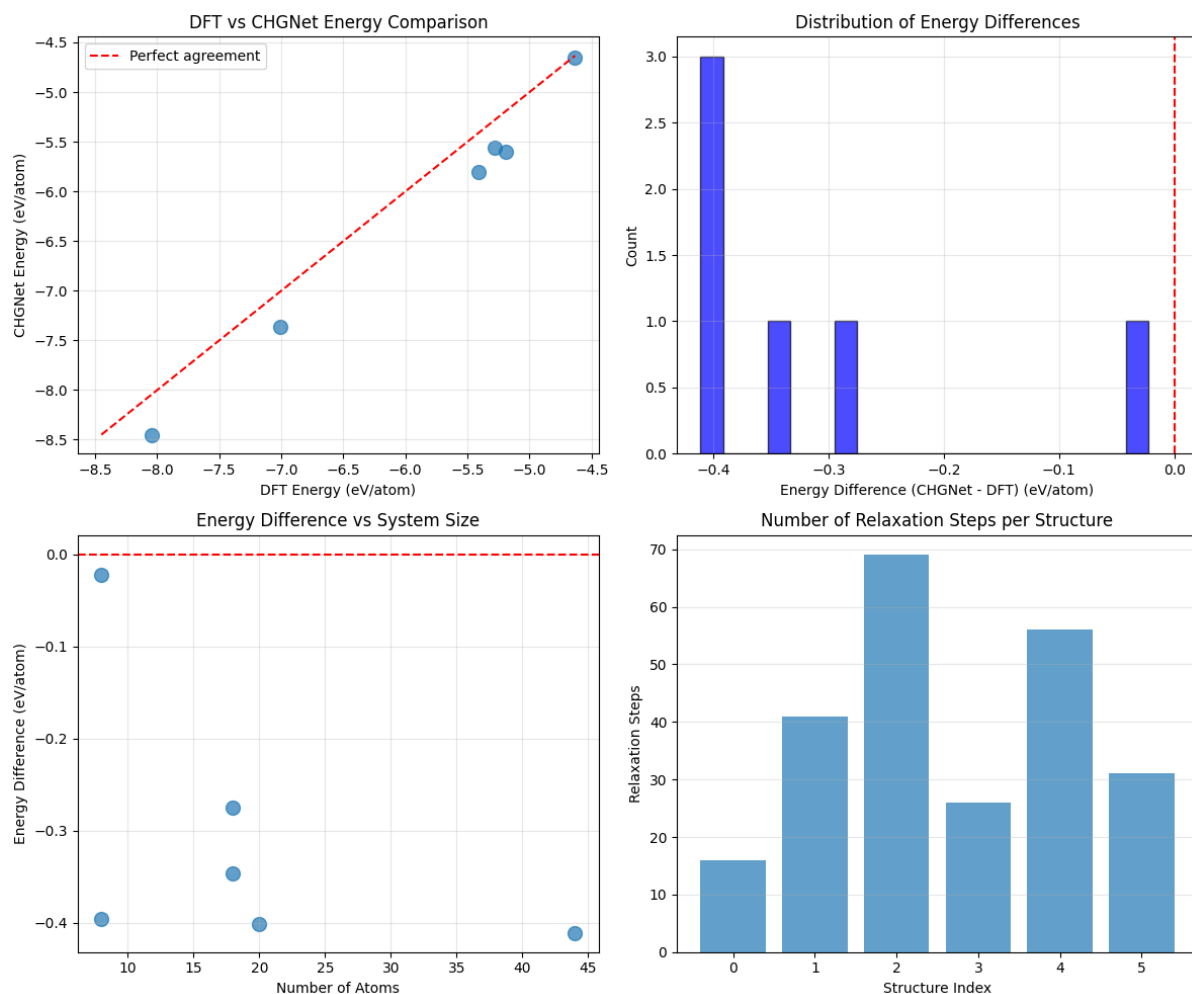 DFT vs CHGNet Energy Comparison
Perfect agreement
−4.5
−5.0
−5.5
−6.0
−6.5
−7.0
−7.5
−8.0
−8.5
CHGNet Energy (eV/atom)
−8.5 −8.0 −7.5 −7.0 −6.5 −6.0 −5.5 −5.0 −4.5
DFT Energy (eV/atom)
Distribution of Energy Differences
3.0
2.5
2.0
1.5
1.0
0.5
0.0
Count
−0.4 −0.3 −0.2 −0.1 0.0
Energy Difference (CHGNet - DFT) (eV/atom)
Energy Difference vs System Size
0.0
−0.1
−0.2
−0.3
−0.4
Energy Difference (eV/atom)
10 15 20 25 30 35 40 45
Number of Atoms
Number of Relaxation Steps per Structure
70
60
50
40
30
20
10
0
Relaxation Steps
0 1 2 3 4 5
Structure Index